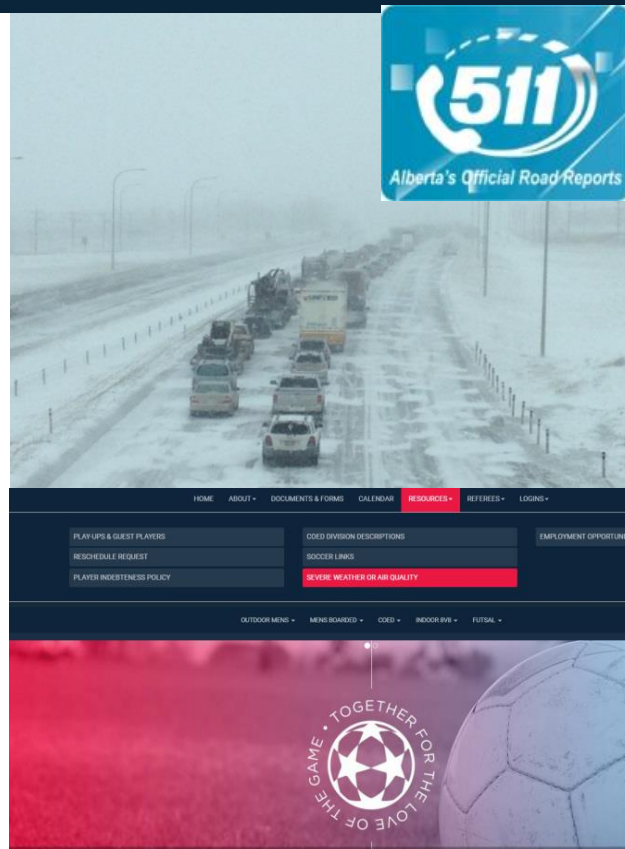 511
Alberta's Official Road Reports
HOME ABOUT DOCUMENTS & FORMS CALENDAR RESOURCES REFEREES LOGINS
PLAY-UPS & GUEST PLAYERS COED DIVISION DESCRIPTIONS EMPLOYMENT OPPORTUNI
RESCHEDULE REQUEST SOCCER LINKS
PLAYER INDEBTENESS POLICY SEVERE WEATHER OR AIR QUALITY
OUTDOOR MENS MENS BOARDED COED INDOOR 8V8 FUTSAL
TOGETHER FOR THE LOVE OF THE GAME •